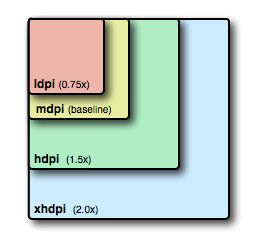 ldpi (0.75x)
mdpi (baseline)
hdpi (1.5x)
xhdpi (2.0x)